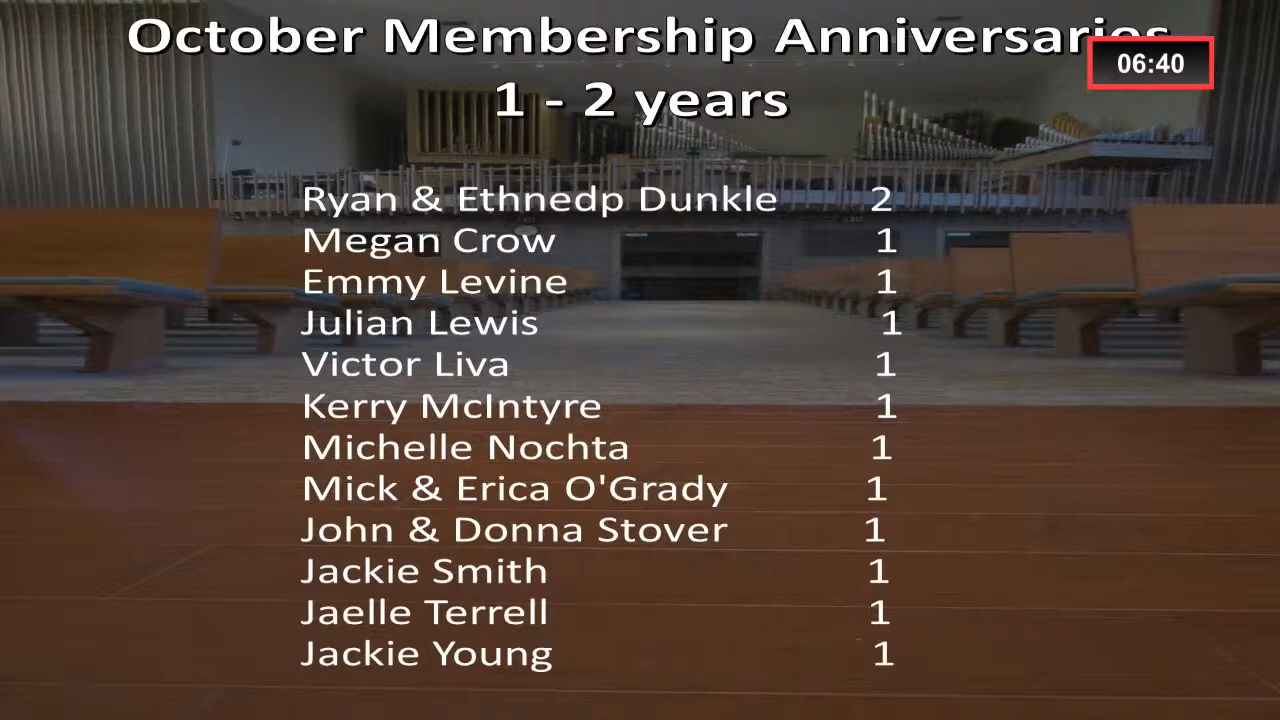 October Membership Anniversaries
06:40
1 - 2 years
Ryan & Ethnedp Dunkle 2
Megan Crow 1
Emmy Levine 1
Julian Lewis 1
Victor Liva 1
Kerry McIntyre 1
Michelle Nochta 1
Mick & Erica O'Grady 1
John & Donna Stover 1
Jackie Smith 1
Jaelle Terrell 1
Jackie Young 1